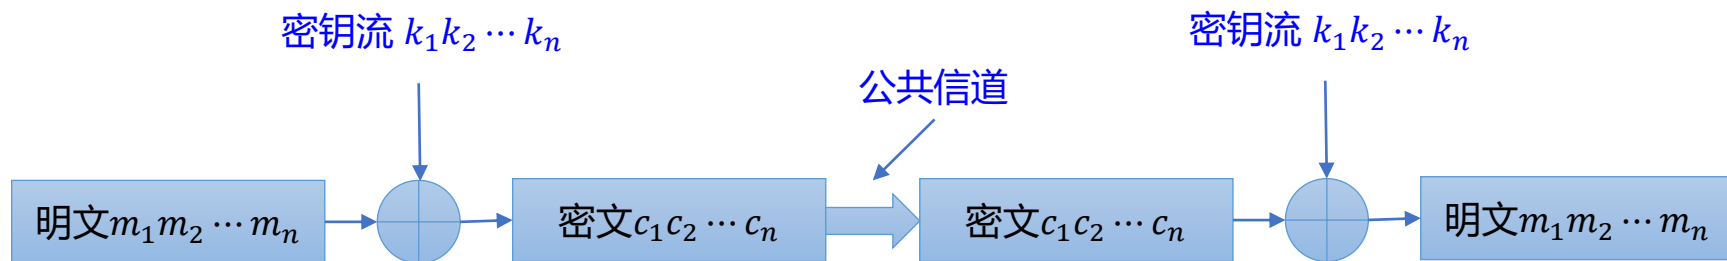 密钥流 k₁k₂ ⋯ kₙ
密钥流 k₁k₂ ⋯ kₙ
公共信道
明文m₁m₂ ⋯ mₙ
密文c₁c₂ ⋯ cₙ
密文c₁c₂ ⋯ cₙ
明文m₁m₂ ⋯ mₙ